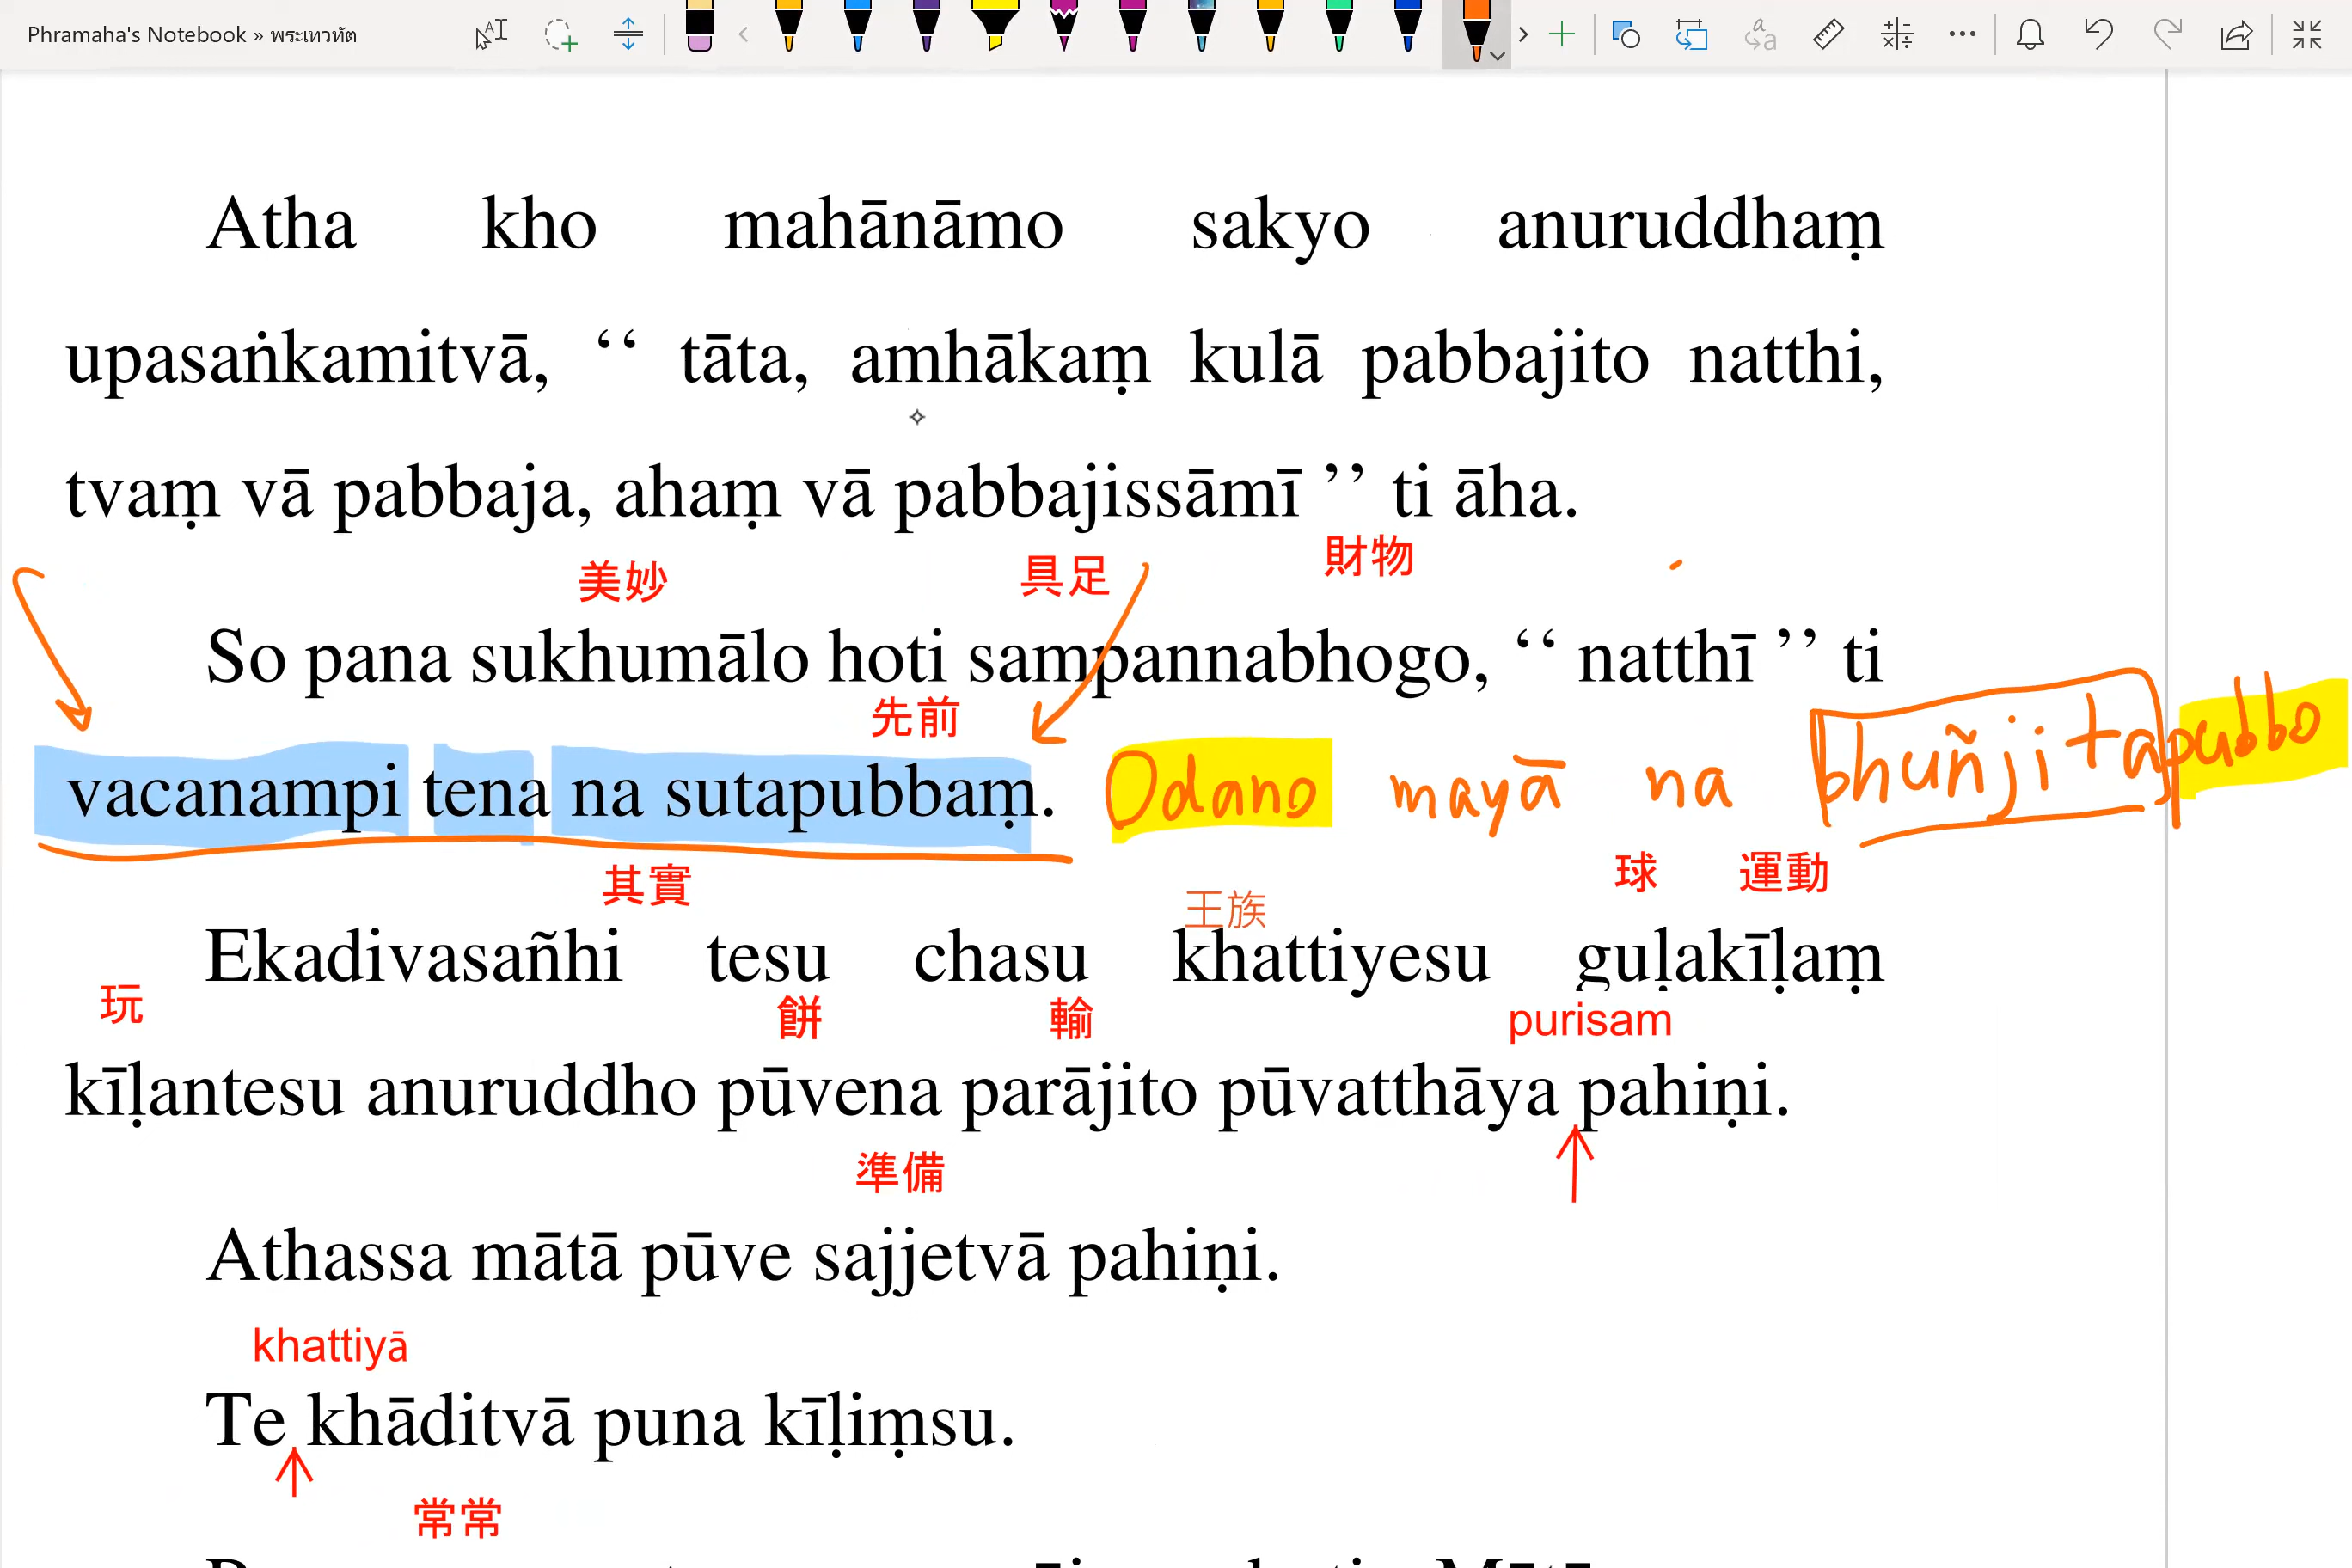 Phramaha's Notebook » พระเทวทัต
Atha kho mahānāmo sakyo anuruddhaṃ
upasaṅkamitvā, ‘‘ tāta, amhākaṃ kulā pabbajito natthi,
tvaṃ vā pabbaja, ahaṃ vā pabbajissāmī ’’ ti āha.
美妙 具足 財物
So pana sukhumālo hoti sampannabhogo, ‘‘ natthī ’’ ti
先前
vacanampi tena na sutapubbaṃ. Odano mayā na bhuñjitapubbo
其實 王族 球 運動
Ekadivasañhi tesu chasu khattiyesu guḷakīḷaṃ
玩 餅 輸 purisam
kīḷantesu anuruddho pūvena parājito pūvatthāya pahiṇi.
準備
Athassa mātā pūve sajjetvā pahiṇi.
khattiyā
Te khāditvā puna kīḷiṃsu.
常常